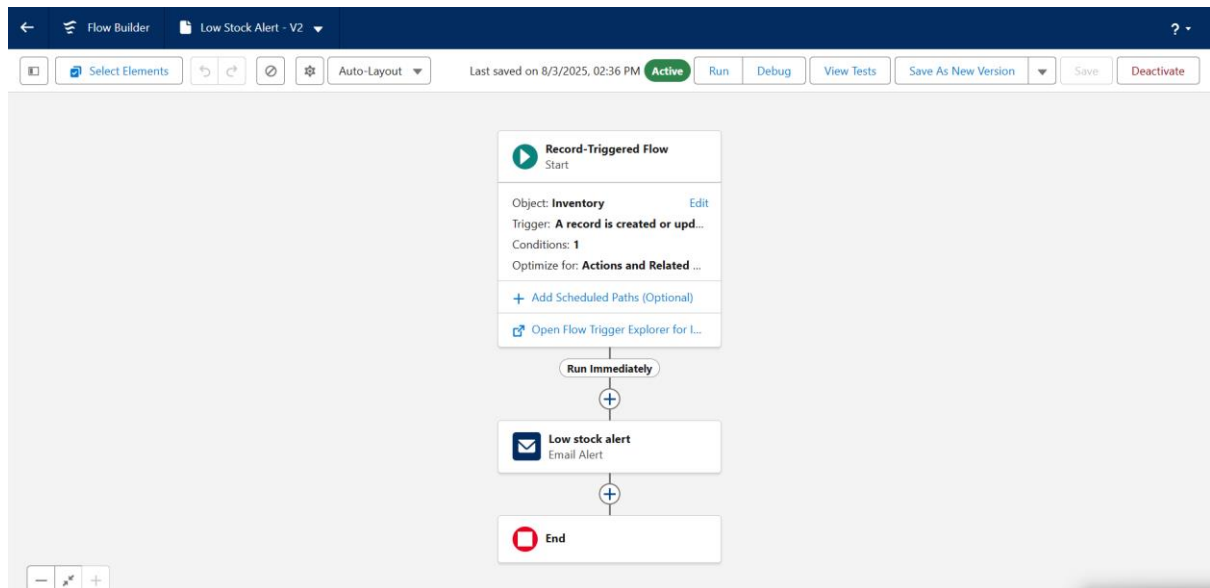 Flow Builder Low Stock Alert - V2 ?
Select Elements Auto-Layout Last saved on 8/3/2025, 02:36 PM Active Run Debug View Tests Save As New Version Save Deactivate
Record-Triggered Flow
Start
Object: Inventory Edit
Trigger: A record is created or upd...
Conditions: 1
Optimize for: Actions and Related ...
+ Add Scheduled Paths (Optional)
Open Flow Trigger Explorer for I...
Run Immediately
Low stock alert
Email Alert
End